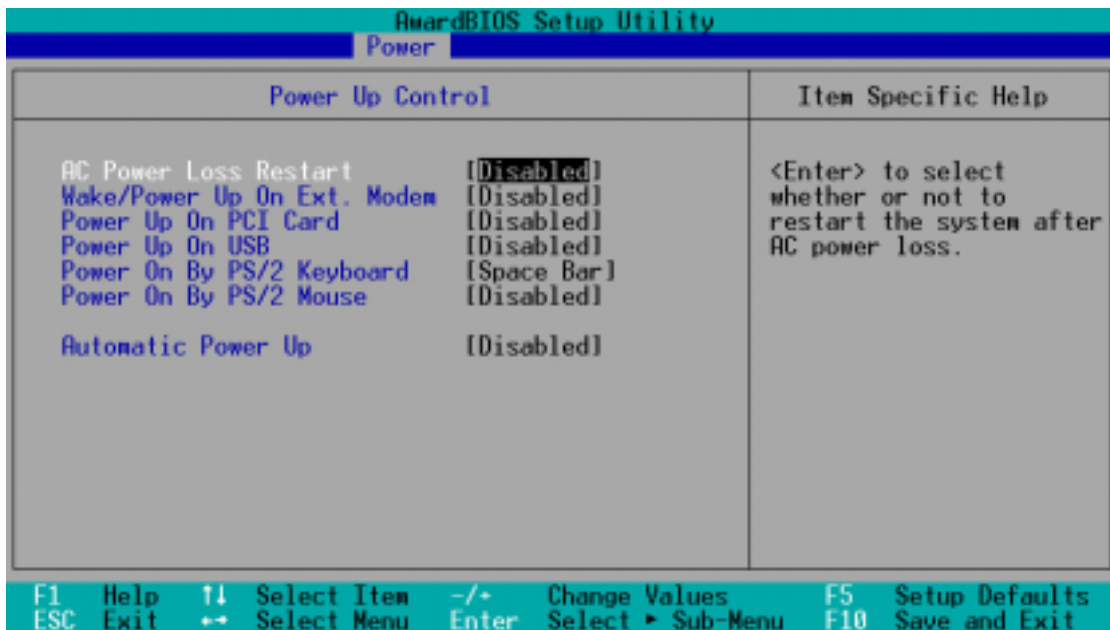 AwardBIOS Setup Utility
Power
Power Up Control
Item Specific Help
AC Power Loss Restart [Disabled]
Wake/Power Up On Ext. Modem [Disabled]
Power Up On PCI Card [Disabled]
Power Up On USB [Disabled]
Power On By PS/2 Keyboard [Space Bar]
Power On By PS/2 Mouse [Disabled]
Automatic Power Up [Disabled]
<Enter> to select
whether or not to
restart the system after
AC power loss.
F1 Help ↑↓ Select Item -/+ Change Values F5 Setup Defaults
ESC Exit ←→ Select Menu Enter Select ► Sub-Menu F10 Save and Exit